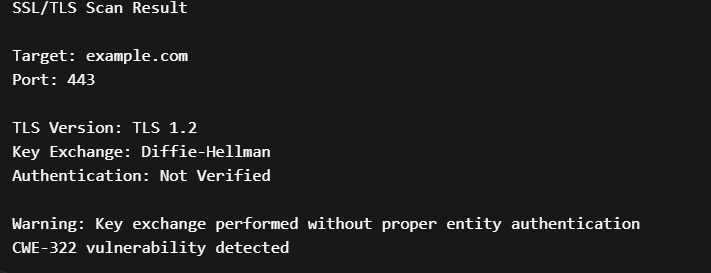 SSL/TLS Scan Result
Target: example.com
Port: 443
TLS Version: TLS 1.2
Key Exchange: Diffie-Hellman
Authentication: Not Verified
Warning: Key exchange performed without proper entity authentication
CWE-322 vulnerability detected